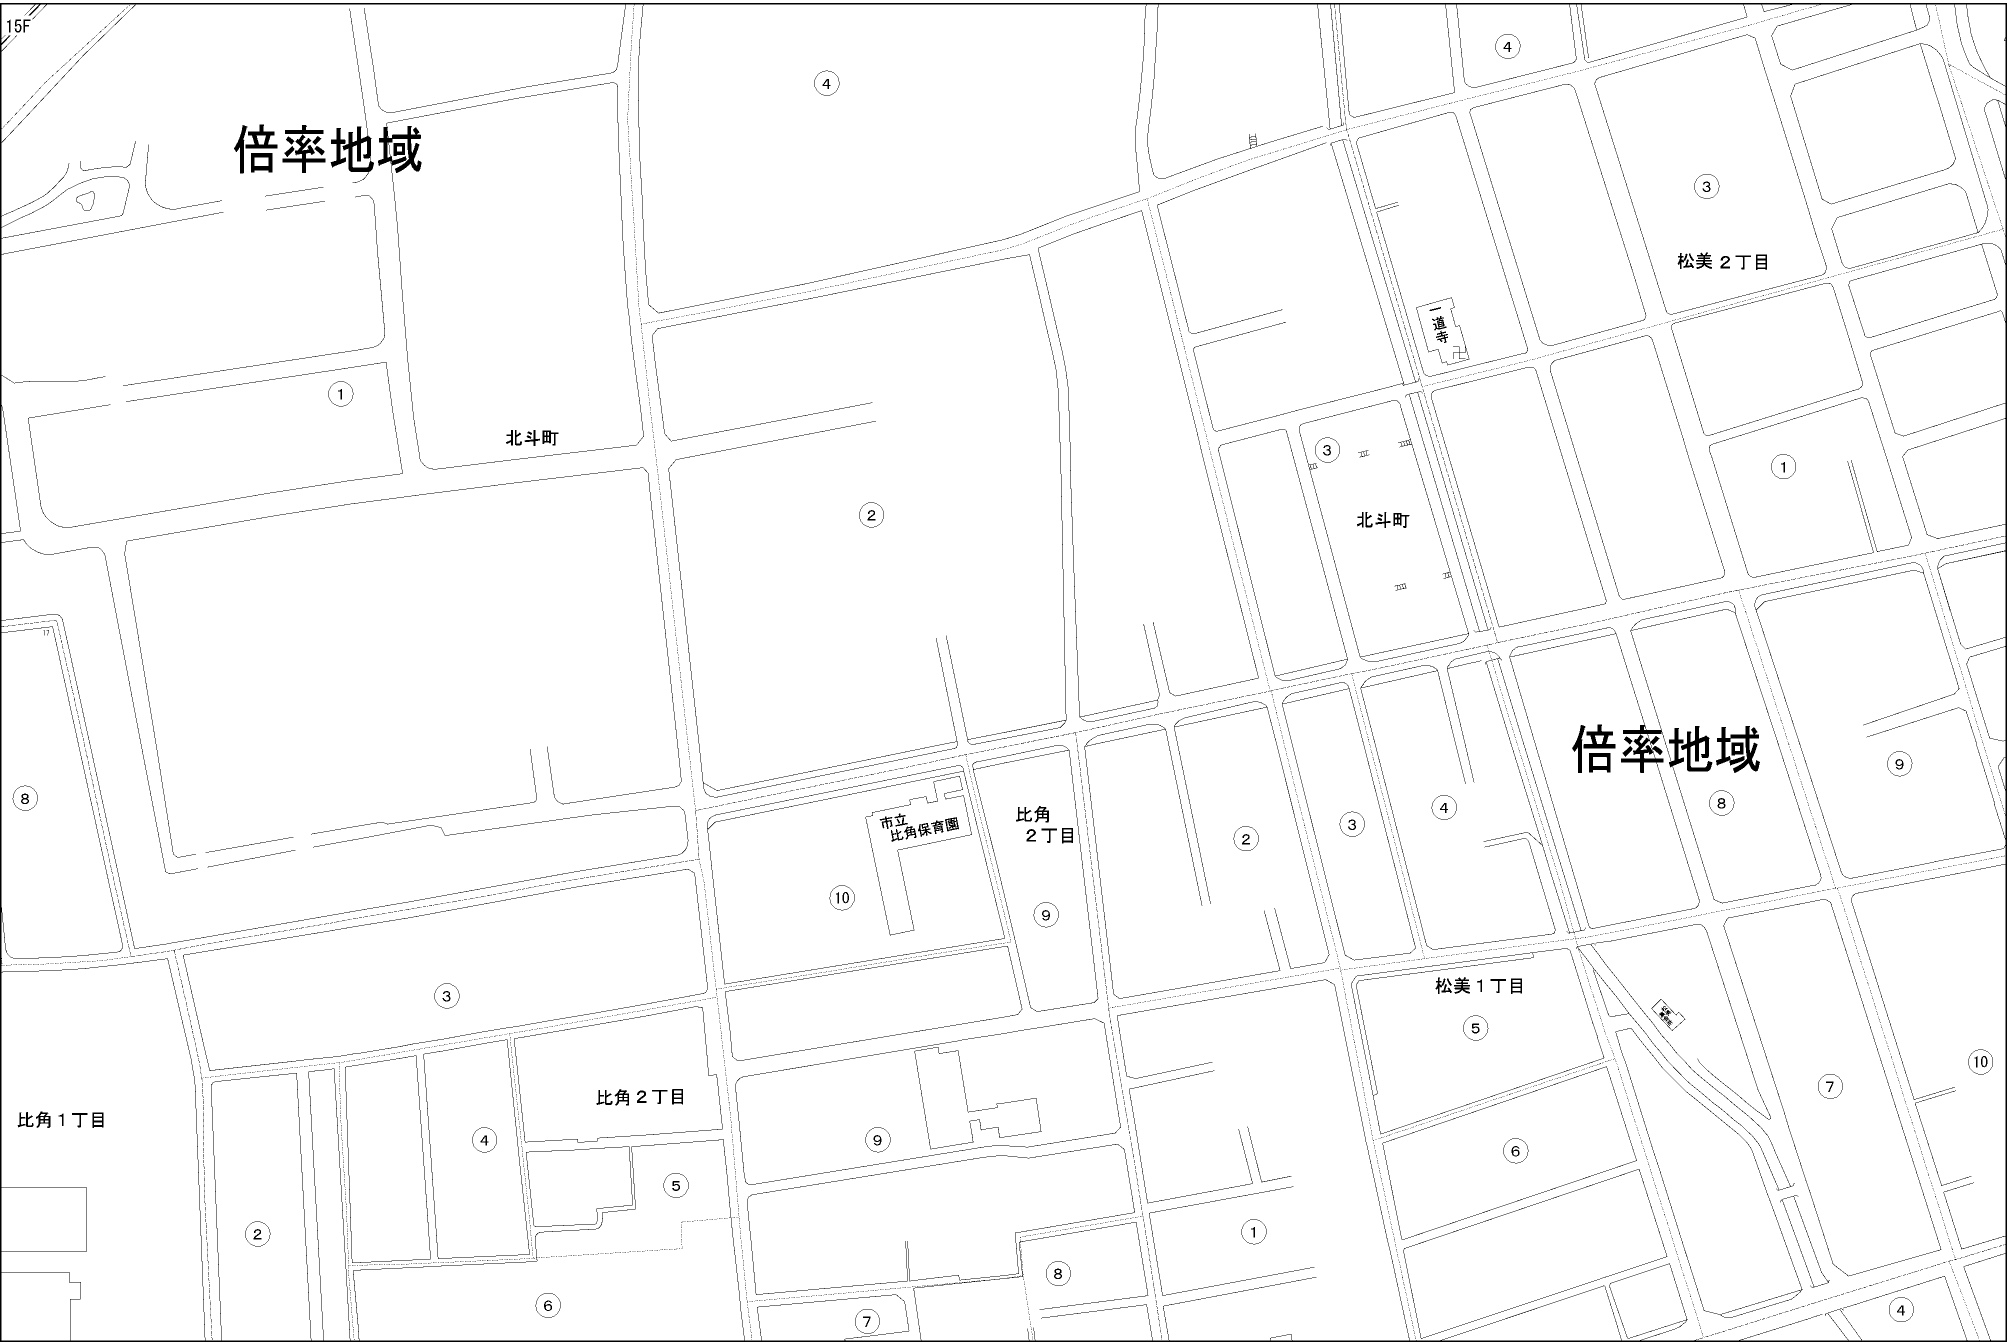 15F
④
④
倍率地域
③
松美２丁目
一道寺
①
北斗町
③
①
②
北斗町
17
倍率地域
⑧
市立
比角保育園
比角
２丁目
②
③
④
⑧
⑨
⑩
⑨
③
松美１丁目
⑤
比角２丁目
⑦
⑩
比角１丁目
④
⑨
⑥
⑤
②
①
⑧
⑥
⑦
④